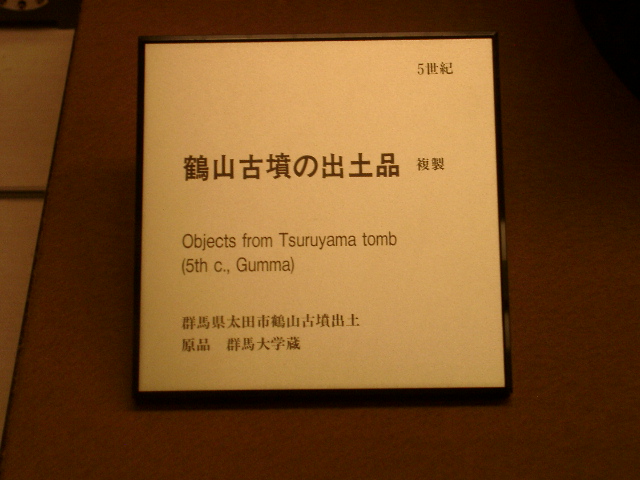 5世紀
鶴山古墳の出土品 複製
Objects from Tsuruyama tomb
(5th c., Gumma)
群馬県太田市鶴山古墳出土
原品　群馬大学蔵